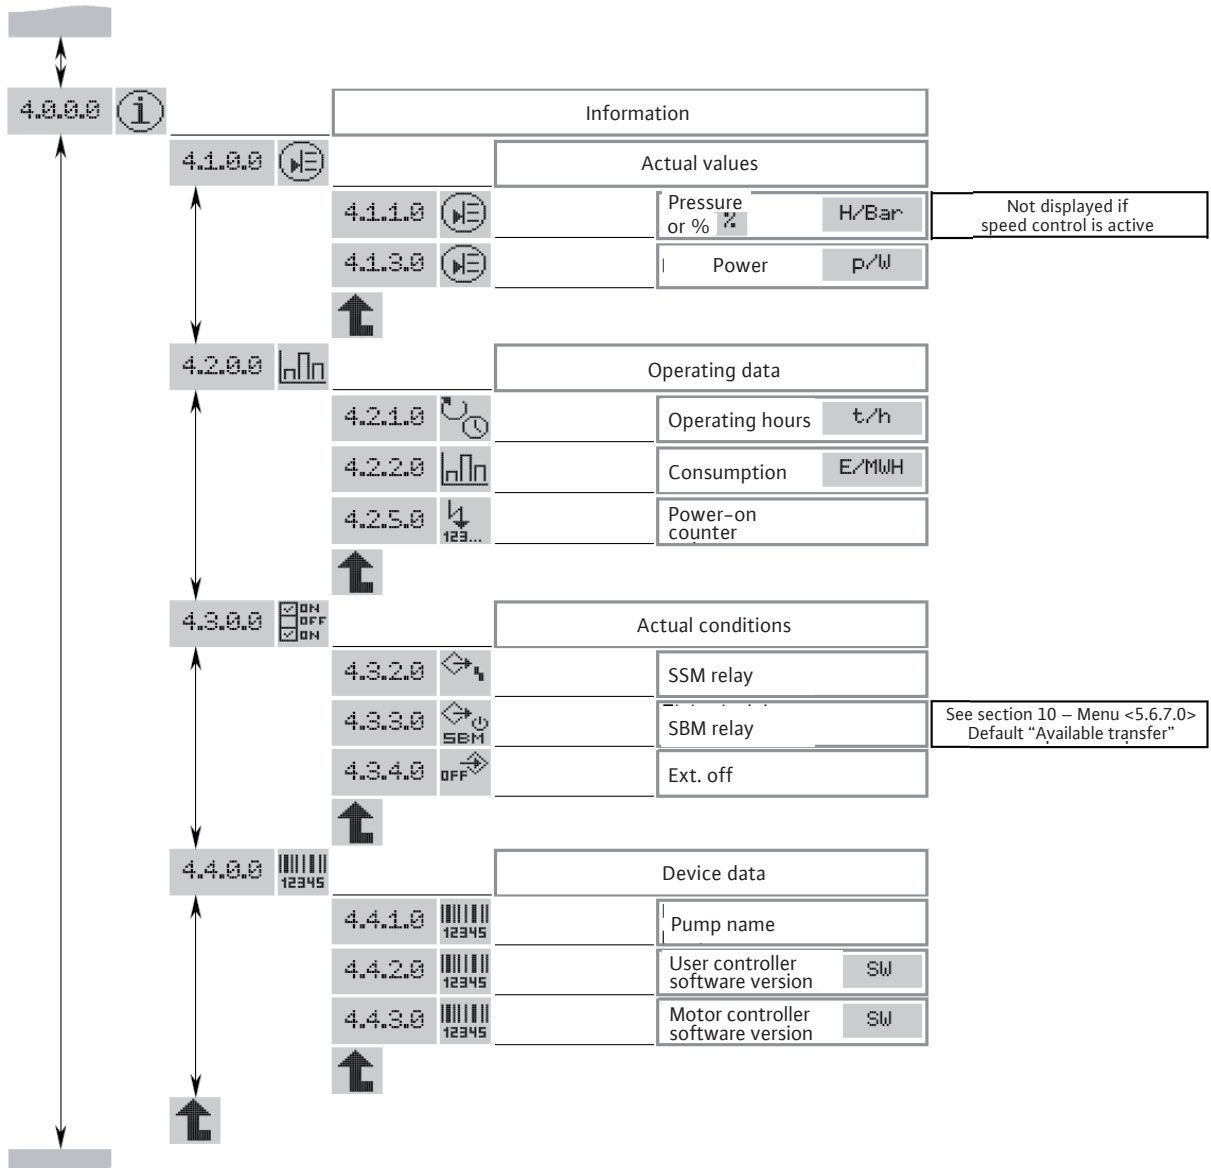 4.0.0.0 i Information
4.1.0.0 Actual values
4.1.1.0 Pressure H/Bar Not displayed if
or % % speed control is active
4.1.3.0 Power p/W
4.2.0.0 Operating data
4.2.1.0 Operating hours t/h
4.2.2.0 Consumption E/MWH
4.2.5.0 123... Power-on
counter
4.3.0.0 ON
OFF
ON
Actual conditions
4.3.2.0 SSM relay
4.3.3.0 SBM SBM relay See section 10 – Menu <5.6.7.0>
Default “Available transfer”
4.3.4.0 OFF Ext. off
4.4.0.0 12345 Device data
4.4.1.0 12345 Pump name
4.4.2.0 12345 User controller SW
software version
4.4.3.0 12345 Motor controller SW
software version